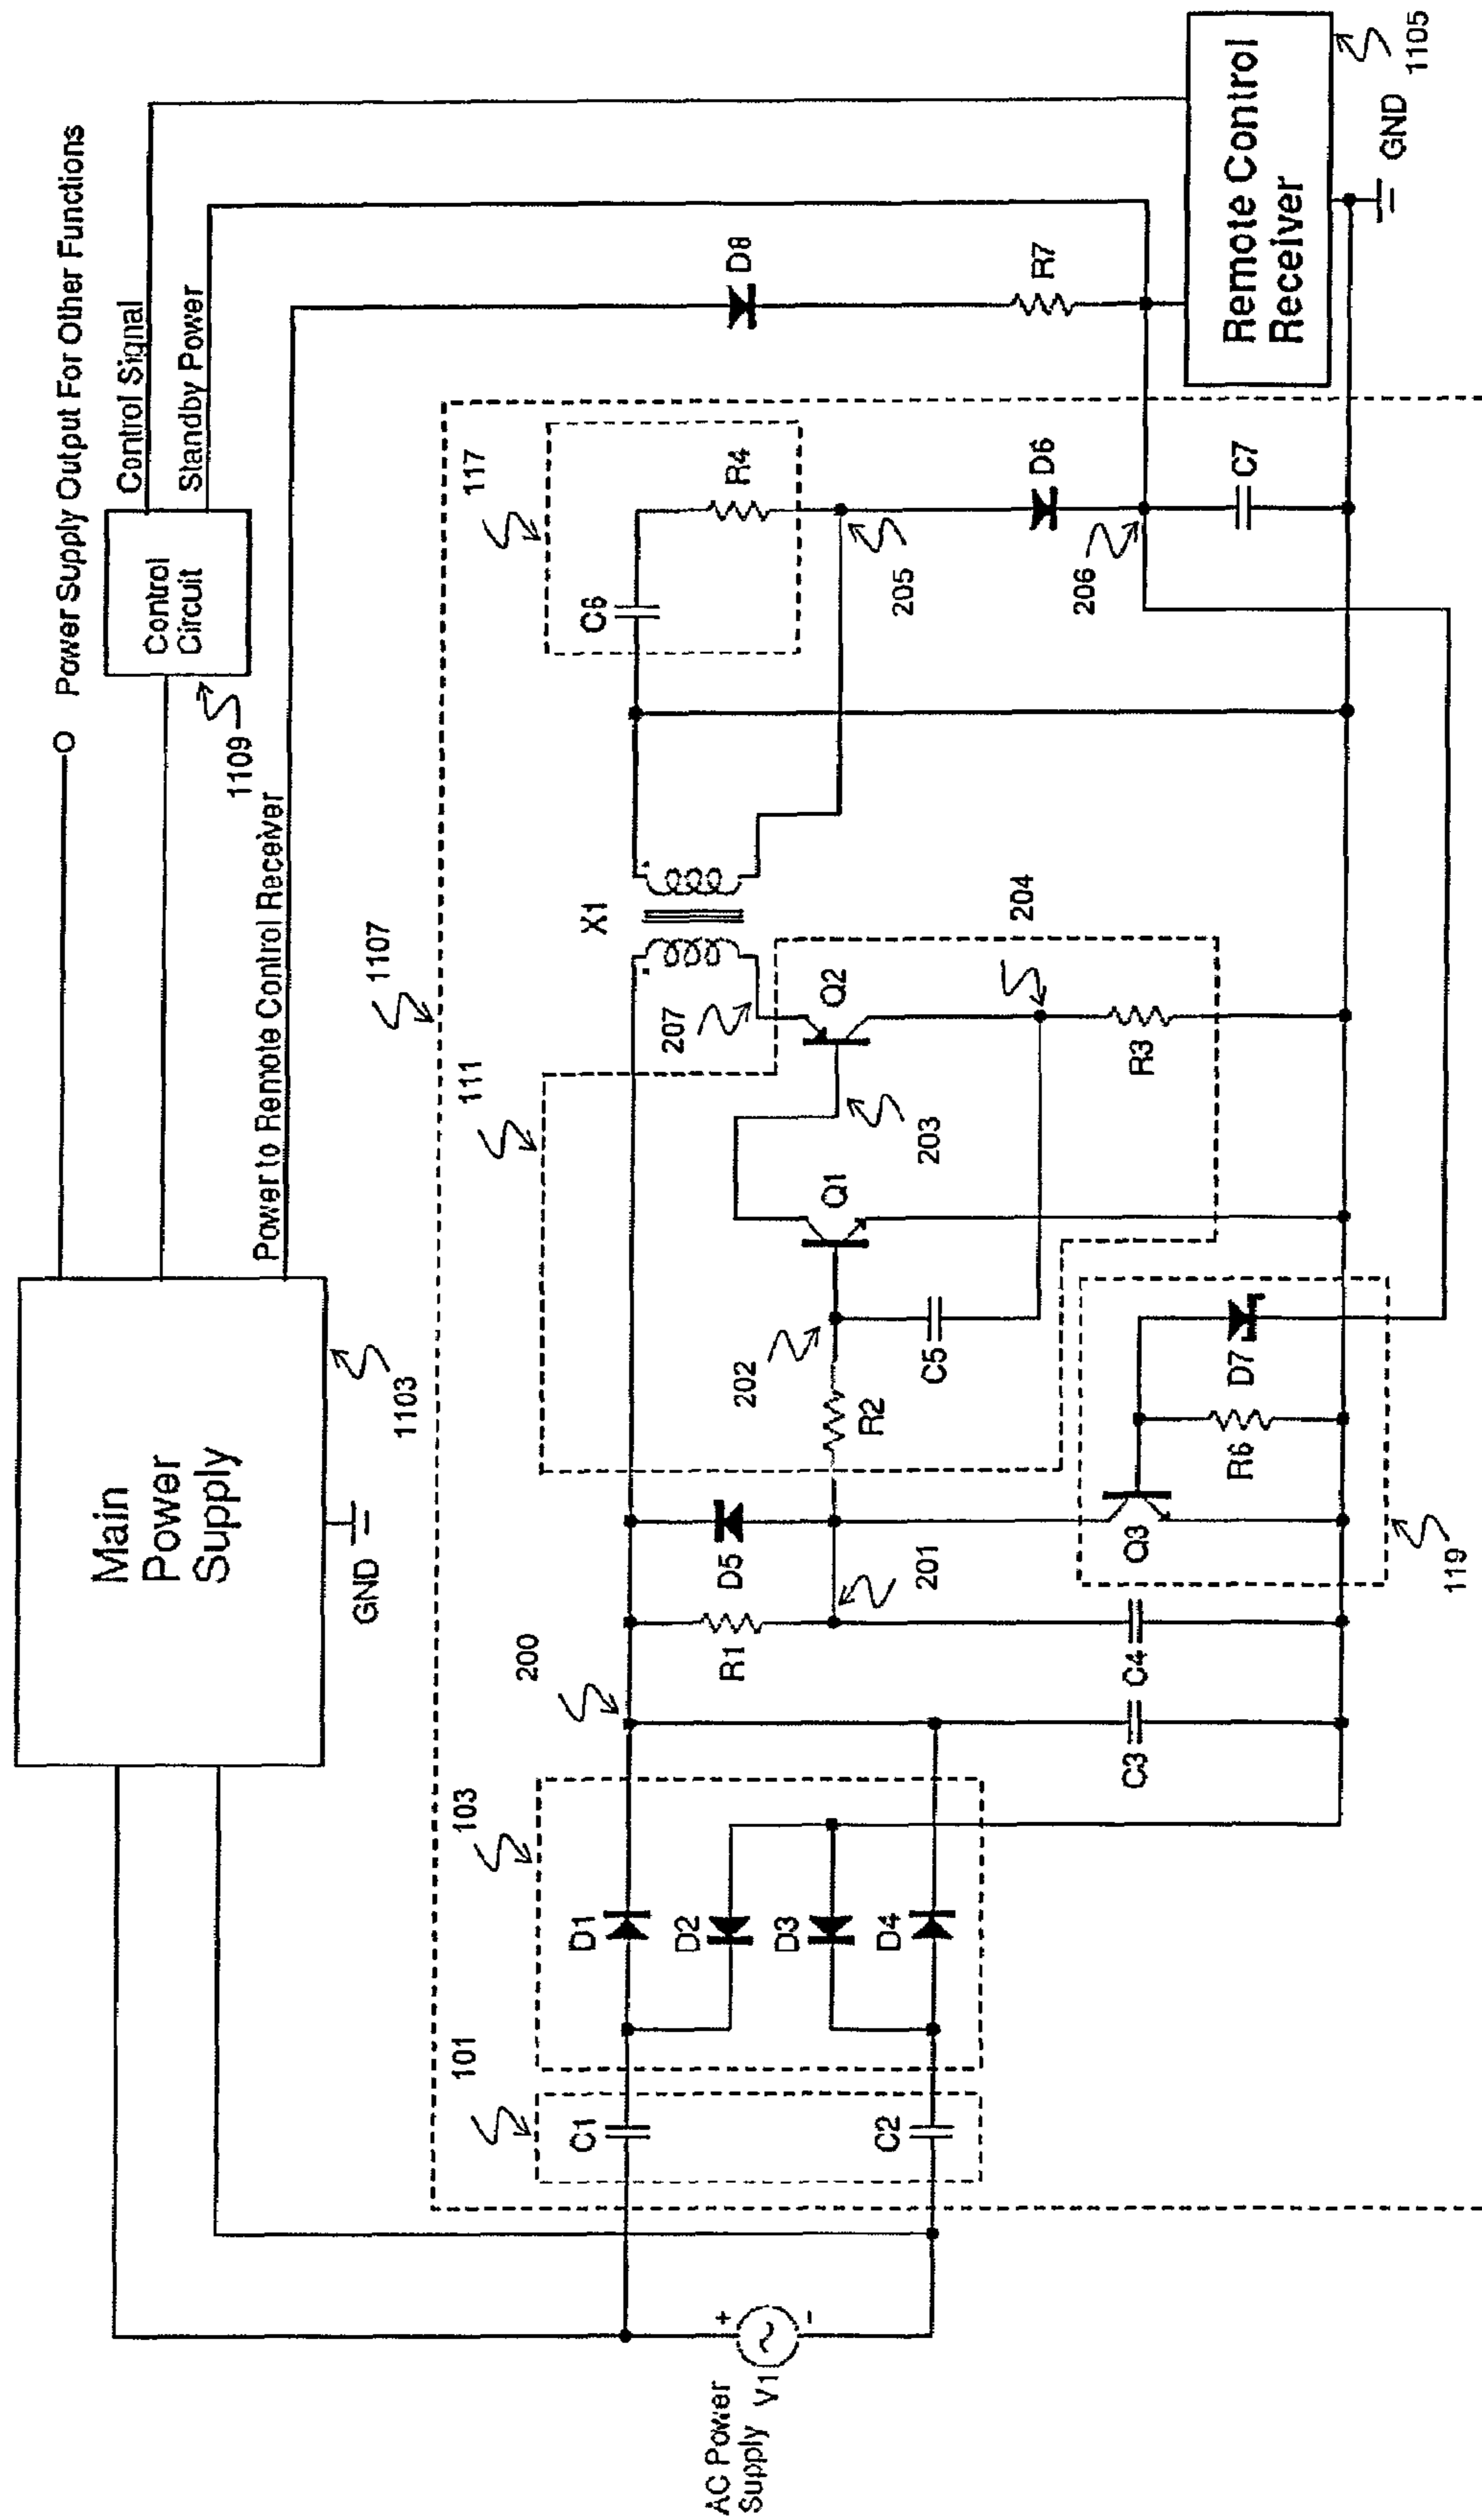 Power Supply Output For Other Functions
Control Signal
Standby Power
Control
Circuit
1109
Power to Remote Control Receiver
Main
Power
Supply
1103
GND
1107
D8
R7
Remote Control
Receiver
1105
GND
117
C6
R4
205
D6
206
C7
X1
111
207
Q2
204
203
R3
Q1
202
C5
R2
D7
R6
Q3
119
D5
201
R1
200
C4
C3
103
D1
D2
D3
D4
101
C1
C2
AC Power
Supply V1
+
-